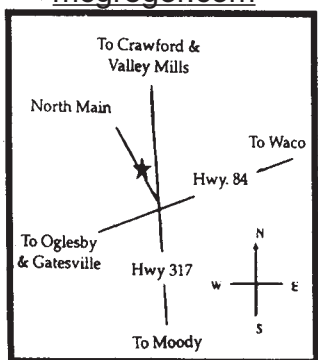 mcgregor.com
To Crawford &
Valley Mills
North Main
To Waco
Hwy. 84
To Oglesby
& Gatesville
Hwy 317
N
W
E
S
To Moody